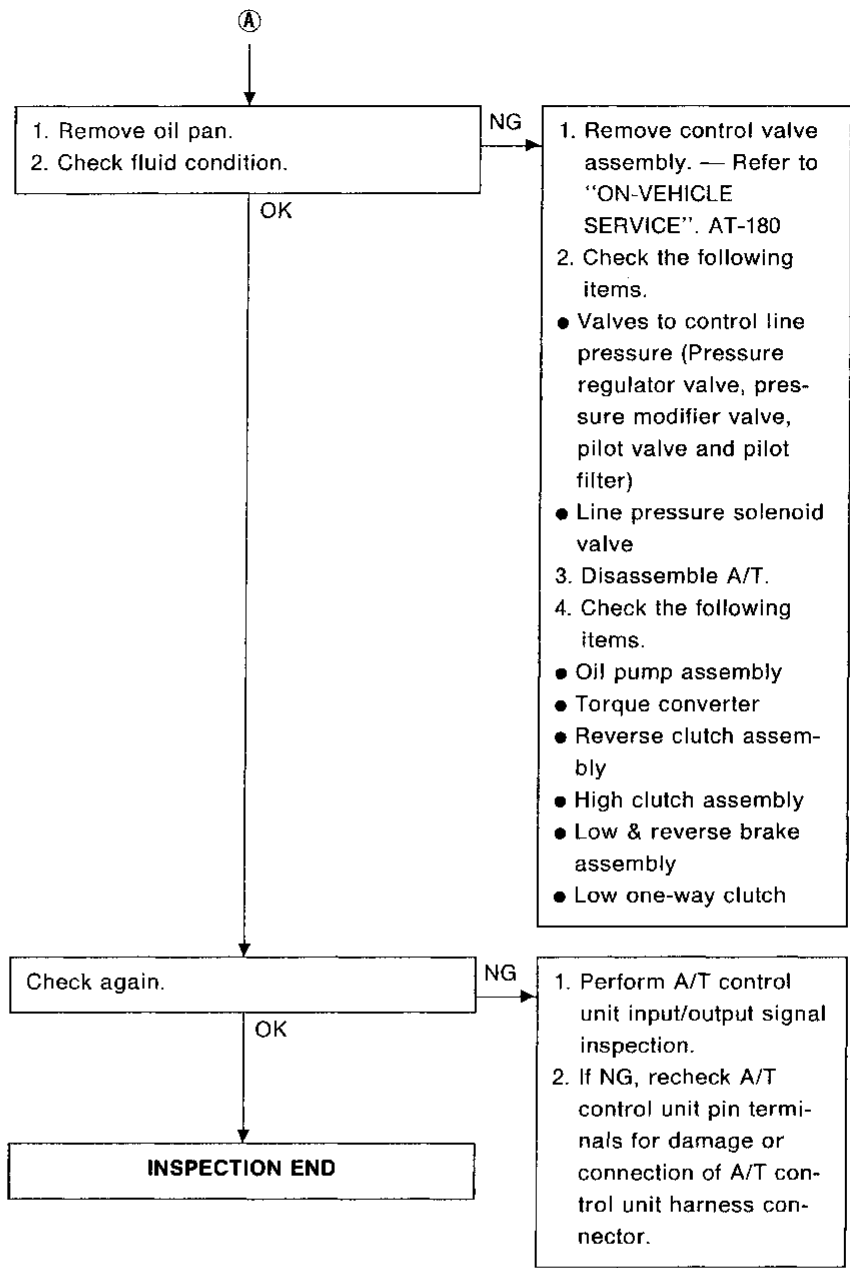 Ⓐ
1. Remove oil pan.
2. Check fluid condition.
NG
OK
1. Remove control valve
assembly. — Refer to
"ON-VEHICLE
SERVICE". AT-180
2. Check the following
items.
● Valves to control line
pressure (Pressure
regulator valve, pres-
sure modifier valve,
pilot valve and pilot
filter)
● Line pressure solenoid
valve
3. Disassemble A/T.
4. Check the following
items.
● Oil pump assembly
● Torque converter
● Reverse clutch assem-
bly
● High clutch assembly
● Low & reverse brake
assembly
● Low one-way clutch
Check again.
NG
OK
1. Perform A/T control
unit input/output signal
inspection.
2. If NG, recheck A/T
control unit pin termi-
nals for damage or
connection of A/T con-
trol unit harness con-
nector.
INSPECTION END